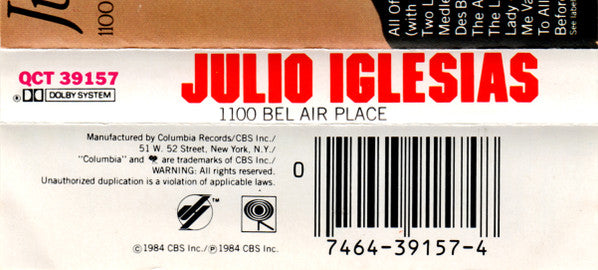 Ju
1100
All Of
(with
Two L
Medle
Des B
The A
The L
Lady
Me Va
To All
Before
See label
QCT 39157
JULIO IGLESIAS
DOLBY SYSTEM
1100 BEL AIR PLACE
Manufactured by Columbia Records/CBS Inc./
51 W. 52 Street, New York, N.Y./
"Columbia" and are trademarks of CBS Inc./
WARNING: All rights reserved.
Unauthorized duplication is a violation of applicable laws.
TM
© 1984 CBS Inc./℗ 1984 CBS Inc.
0
7464-39157-4